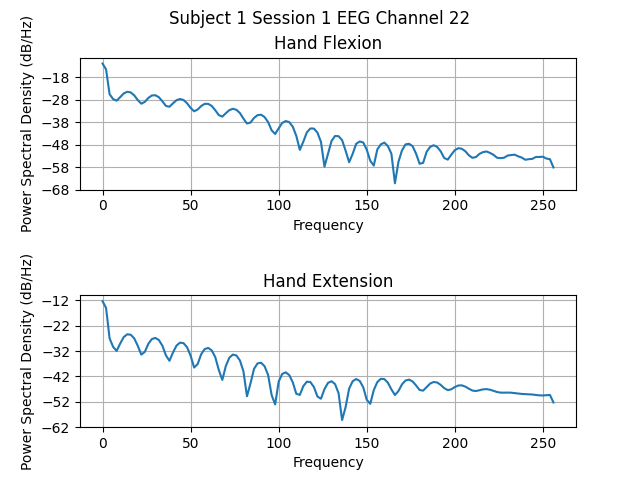 Subject 1 Session 1 EEG Channel 22
Hand Flexion
Power Spectral Density (dB/Hz)
−18
−28
−38
−48
−58
−68
0 50 100 150 200 250
Frequency
Hand Extension
Power Spectral Density (dB/Hz)
−12
−22
−32
−42
−52
−62
0 50 100 150 200 250
Frequency